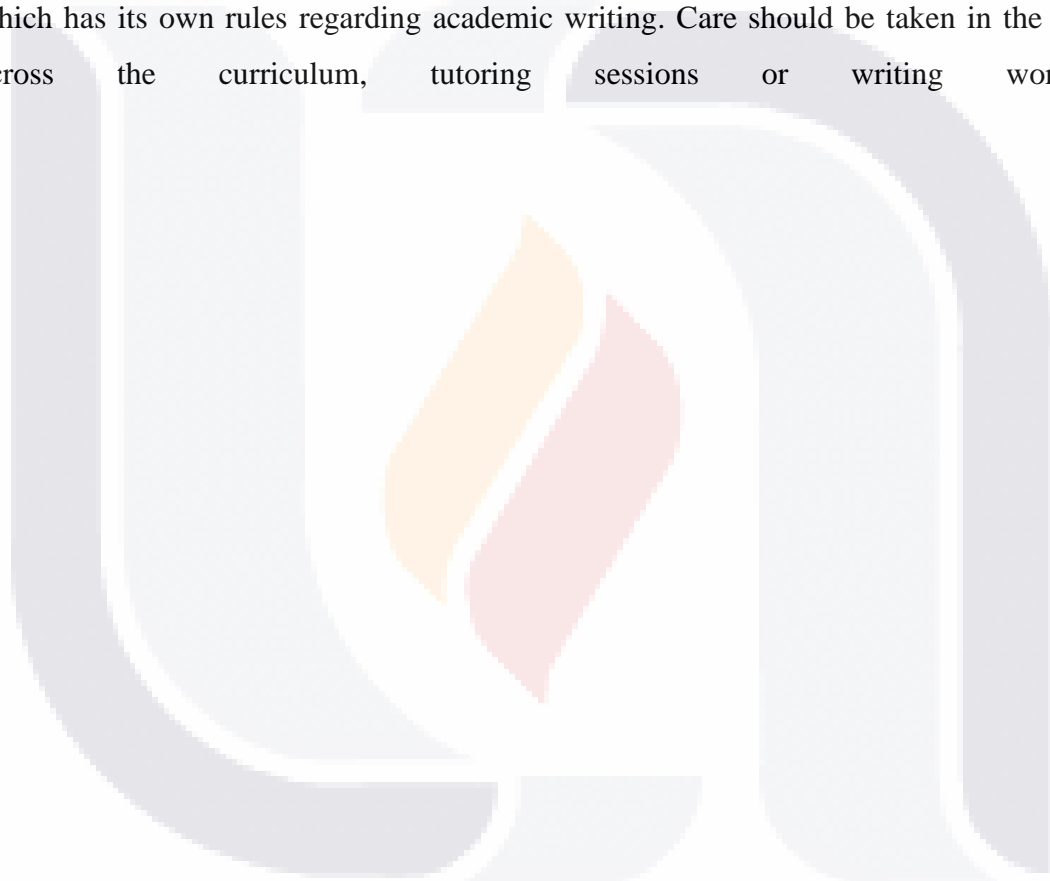 hich has its own rules regarding academic writing. Care should be taken in the
cross the curriculum, tutoring sessions or writing wor